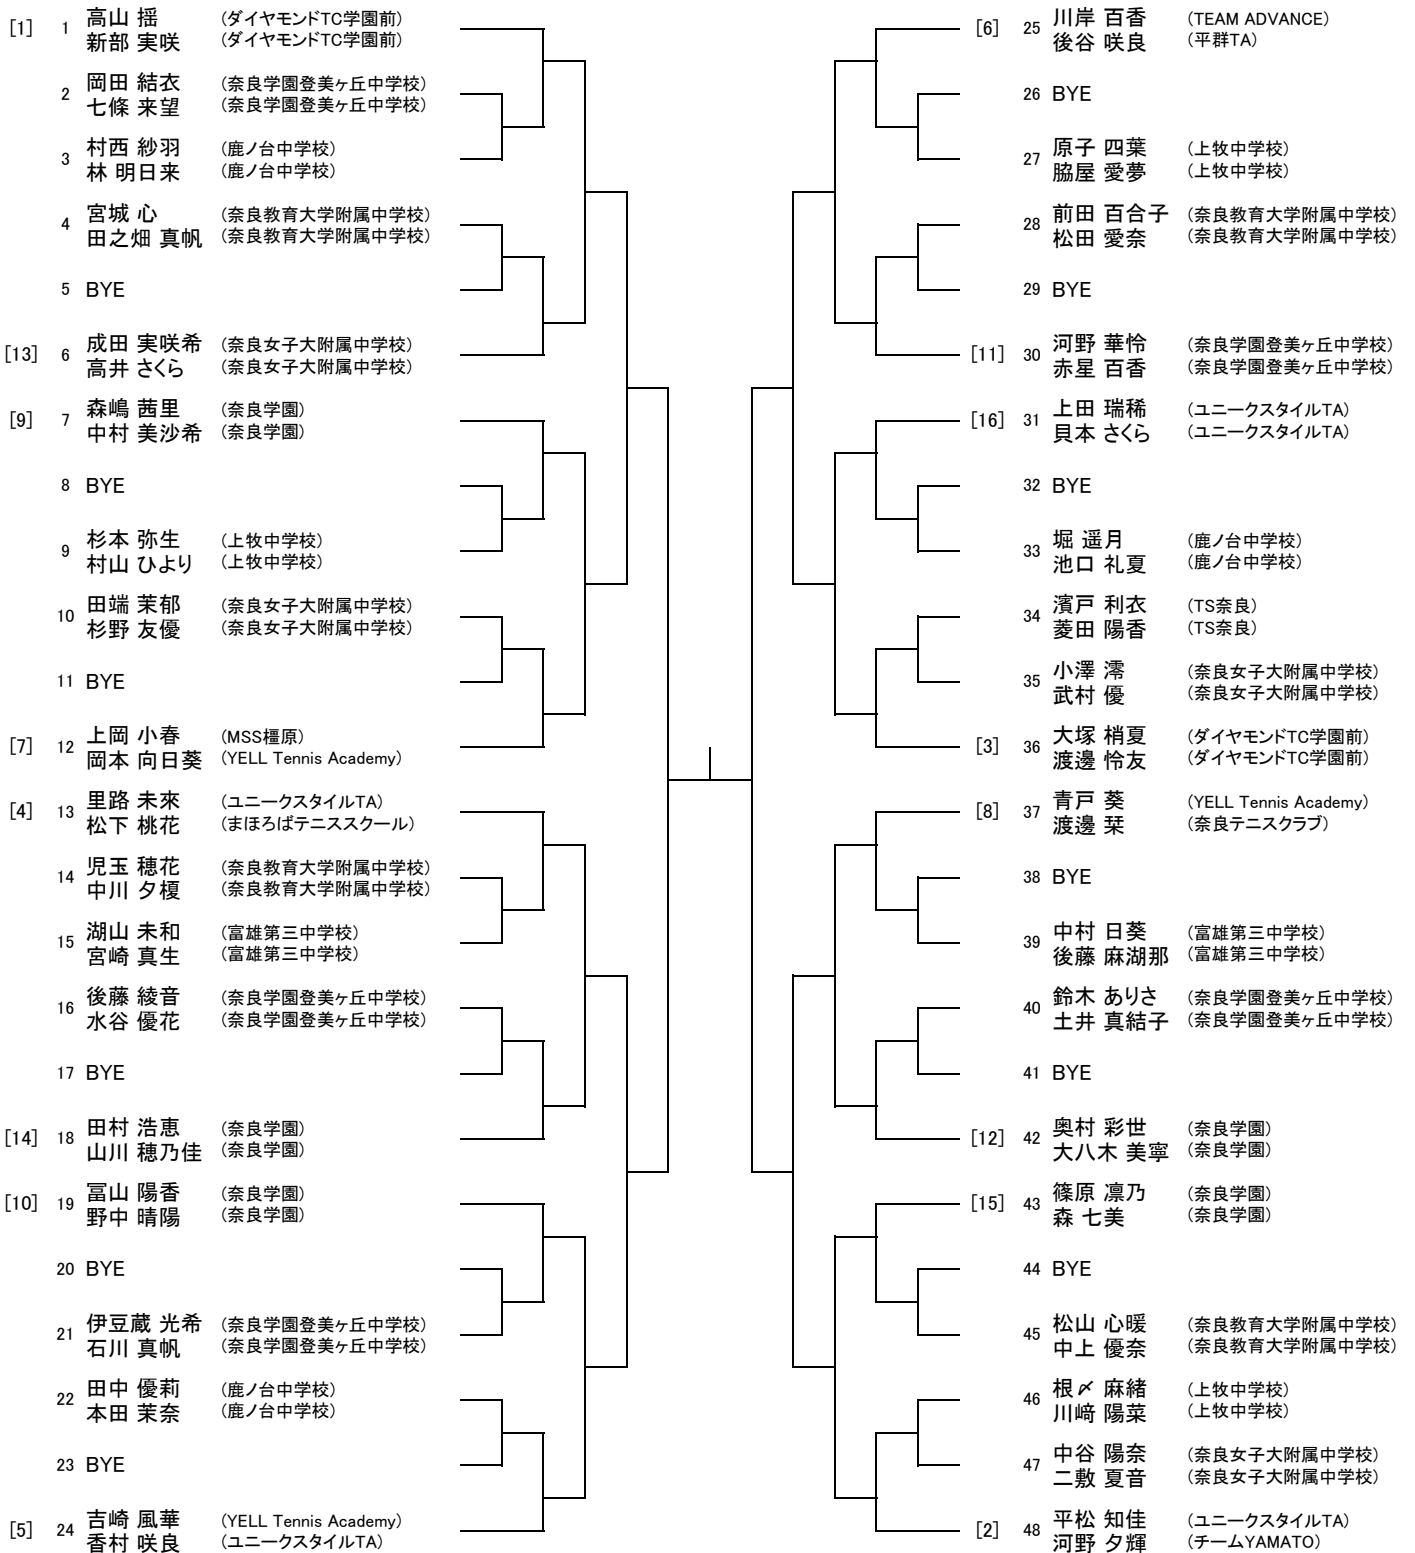 [1] 1 高山 揺 (ダイヤモンドTC学園前)
新部 実咲 (ダイヤモンドTC学園前)
2 岡田 結衣 (奈良学園登美ヶ丘中学校)
七條 来望 (奈良学園登美ヶ丘中学校)
3 村西 紗羽 (鹿ノ台中学校)
林 明日来 (鹿ノ台中学校)
4 宮城 心 (奈良教育大学附属中学校)
田之畑 真帆 (奈良教育大学附属中学校)
5 BYE
[13] 6 成田 実咲希 (奈良女子大附属中学校)
高井 さくら (奈良女子大附属中学校)
[9] 7 森嶋 茜里 (奈良学園)
中村 美沙希 (奈良学園)
8 BYE
9 杉本 弥生 (上牧中学校)
村山 ひより (上牧中学校)
10 田端 茉郁 (奈良女子大附属中学校)
杉野 友優 (奈良女子大附属中学校)
11 BYE
[7] 12 上岡 小春 (MSS橿原)
岡本 向日葵 (YELL Tennis Academy)
[4] 13 里路 未來 (ユニークスタイルTA)
松下 桃花 (まほろばテニススクール)
14 児玉 穂花 (奈良教育大学附属中学校)
中川 夕榎 (奈良教育大学附属中学校)
15 湖山 未和 (富雄第三中学校)
宮崎 真生 (富雄第三中学校)
16 後藤 綾音 (奈良学園登美ヶ丘中学校)
水谷 優花 (奈良学園登美ヶ丘中学校)
17 BYE
[14] 18 田村 浩恵 (奈良学園)
山川 穂乃佳 (奈良学園)
[10] 19 冨山 陽香 (奈良学園)
野中 晴陽 (奈良学園)
20 BYE
21 伊豆蔵 光希 (奈良学園登美ヶ丘中学校)
石川 真帆 (奈良学園登美ヶ丘中学校)
22 田中 優莉 (鹿ノ台中学校)
本田 茉奈 (鹿ノ台中学校)
23 BYE
[5] 24 吉崎 風華 (YELL Tennis Academy)
香村 咲良 (ユニークスタイルTA)
[6] 25 川岸 百香 (TEAM ADVANCE)
後谷 咲良 (平群TA)
26 BYE
27 原子 四葉 (上牧中学校)
脇屋 愛夢 (上牧中学校)
28 前田 百合子 (奈良教育大学附属中学校)
松田 愛奈 (奈良教育大学附属中学校)
29 BYE
[11] 30 河野 華怜 (奈良学園登美ヶ丘中学校)
赤星 百香 (奈良学園登美ヶ丘中学校)
[16] 31 上田 瑞稀 (ユニークスタイルTA)
貝本 さくら (ユニークスタイルTA)
32 BYE
33 堀 遥月 (鹿ノ台中学校)
池口 礼夏 (鹿ノ台中学校)
34 濱戸 利衣 (TS奈良)
菱田 陽香 (TS奈良)
35 小澤 澪 (奈良女子大附属中学校)
武村 優 (奈良女子大附属中学校)
[3] 36 大塚 梢夏 (ダイヤモンドTC学園前)
渡邊 怜友 (ダイヤモンドTC学園前)
[8] 37 青戸 葵 (YELL Tennis Academy)
渡邊 栞 (奈良テニスクラブ)
38 BYE
39 中村 日葵 (富雄第三中学校)
後藤 麻湖那 (富雄第三中学校)
40 鈴木 ありさ (奈良学園登美ヶ丘中学校)
土井 真結子 (奈良学園登美ヶ丘中学校)
41 BYE
[12] 42 奥村 彩世 (奈良学園)
大八木 美寧 (奈良学園)
[15] 43 篠原 凛乃 (奈良学園)
森 七美 (奈良学園)
44 BYE
45 松山 心暖 (奈良教育大学附属中学校)
中上 優奈 (奈良教育大学附属中学校)
46 根〆 麻緒 (上牧中学校)
川﨑 陽菜 (上牧中学校)
47 中谷 陽奈 (奈良女子大附属中学校)
二敷 夏音 (奈良女子大附属中学校)
[2] 48 平松 知佳 (ユニークスタイルTA)
河野 夕輝 (チームYAMATO)